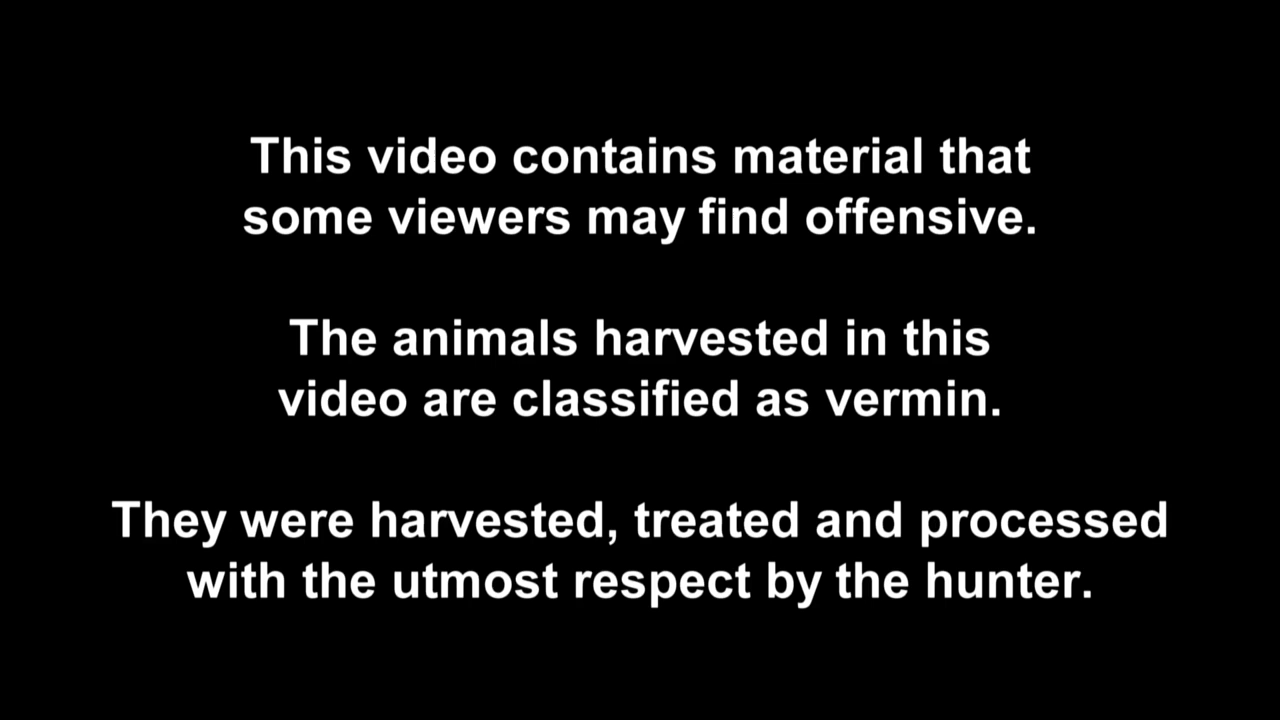 This video contains material that
some viewers may find offensive.
The animals harvested in this
video are classified as vermin.
They were harvested, treated and processed
with the utmost respect by the hunter.